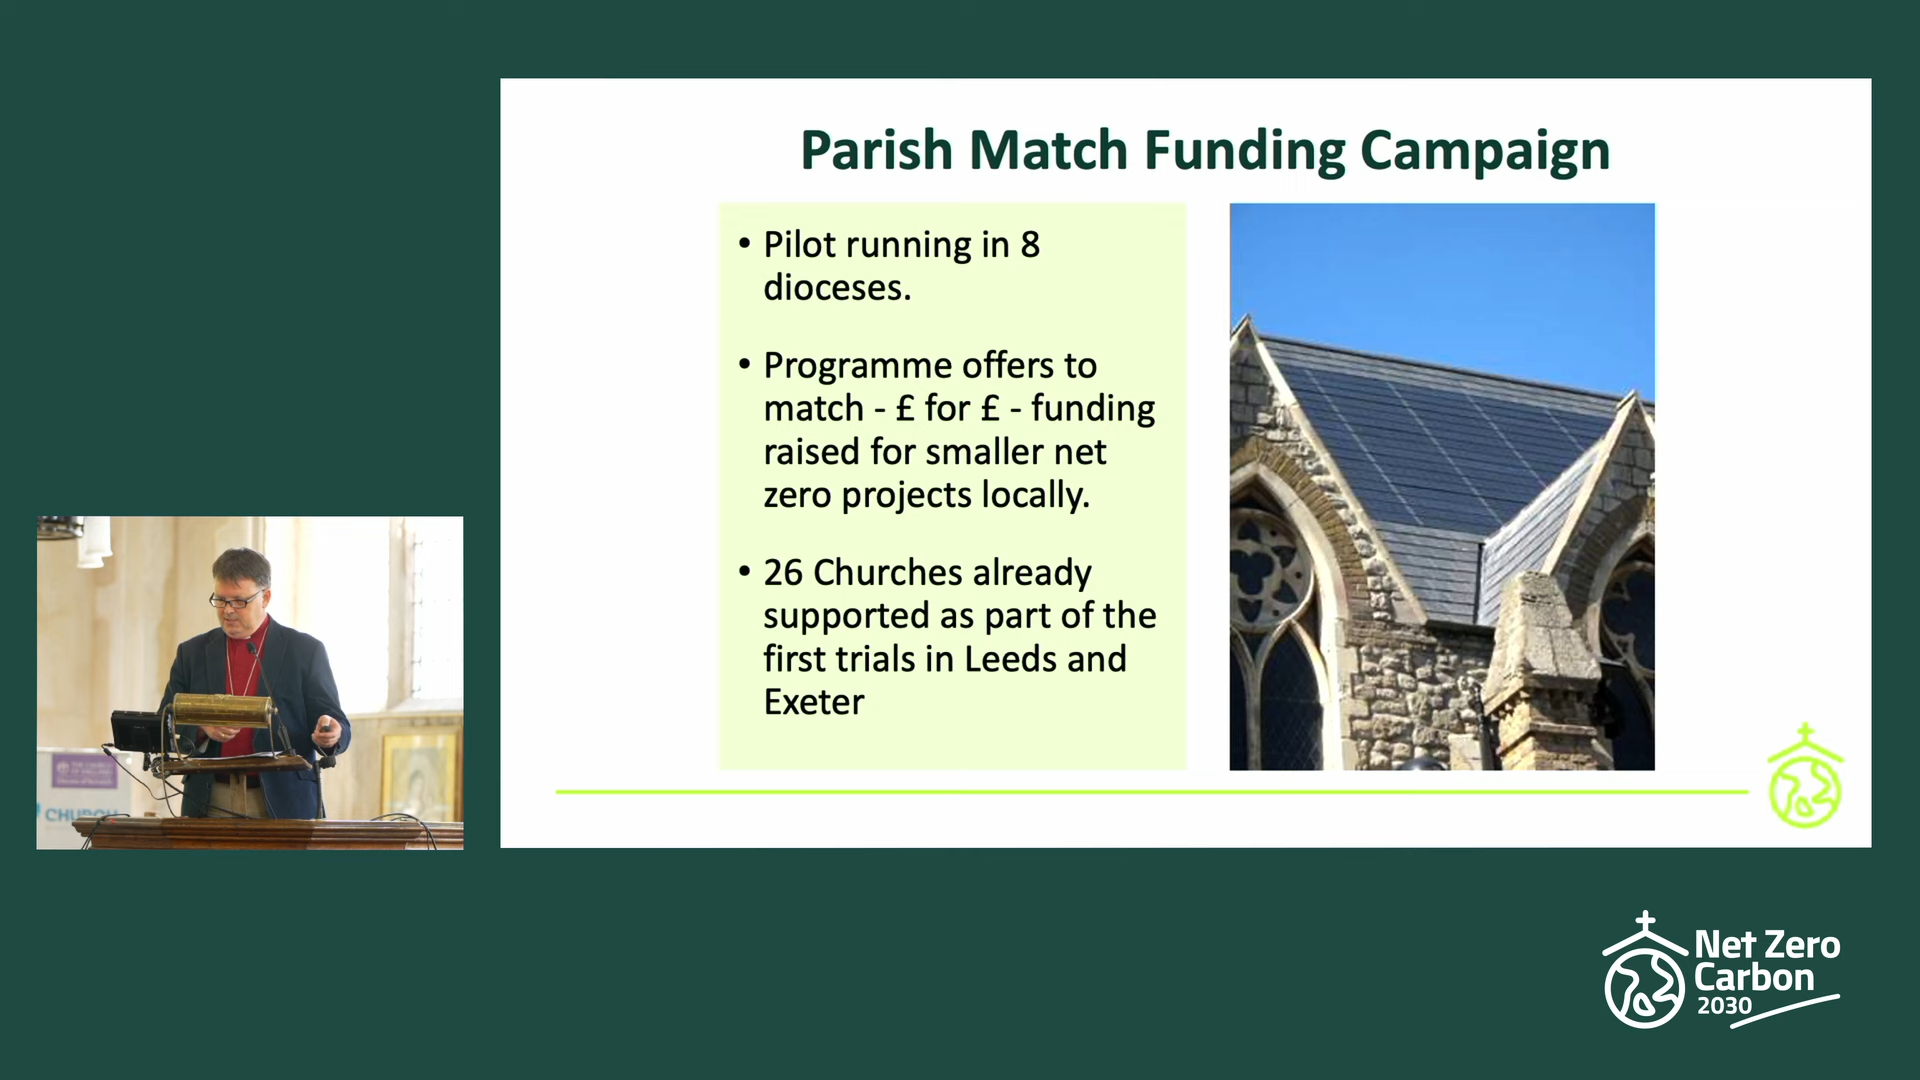 Parish Match Funding Campaign
• Pilot running in 8
dioceses.
• Programme offers to
match - £ for £ - funding
raised for smaller net
zero projects locally.
• 26 Churches already
supported as part of the
first trials in Leeds and
Exeter
CHURCH
Net Zero
Carbon
2030